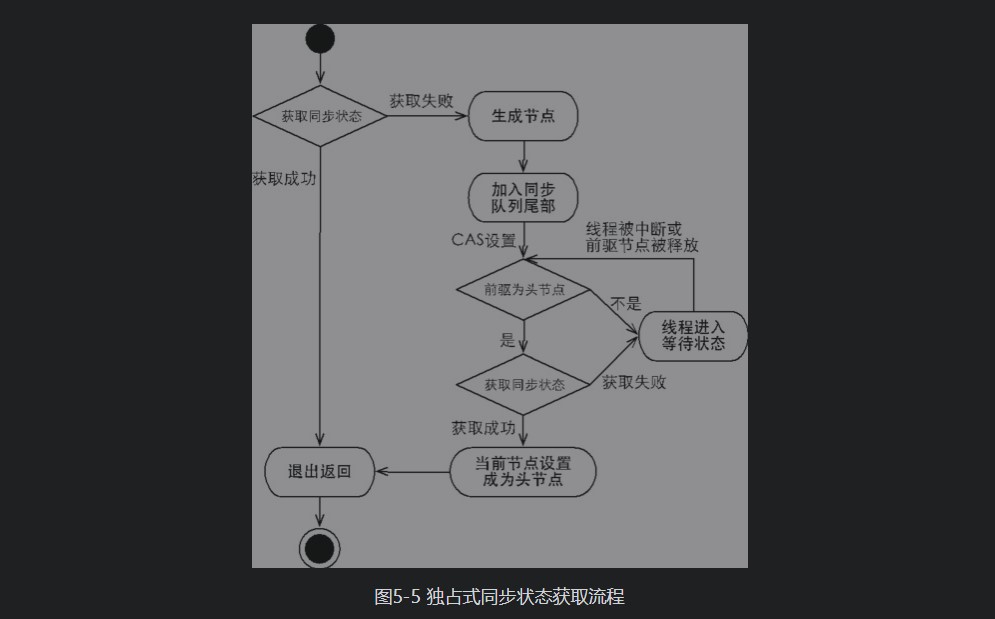 获取同步状态
获取失败
生成节点
获取成功
加入同步
队列尾部
CAS设置
线程被中断或
前驱节点被释放
前驱为头节点
不是
线程进入
等待状态
是
获取同步状态
获取失败
获取成功
当前节点设置
成为头节点
退出返回
图5-5 独占式同步状态获取流程